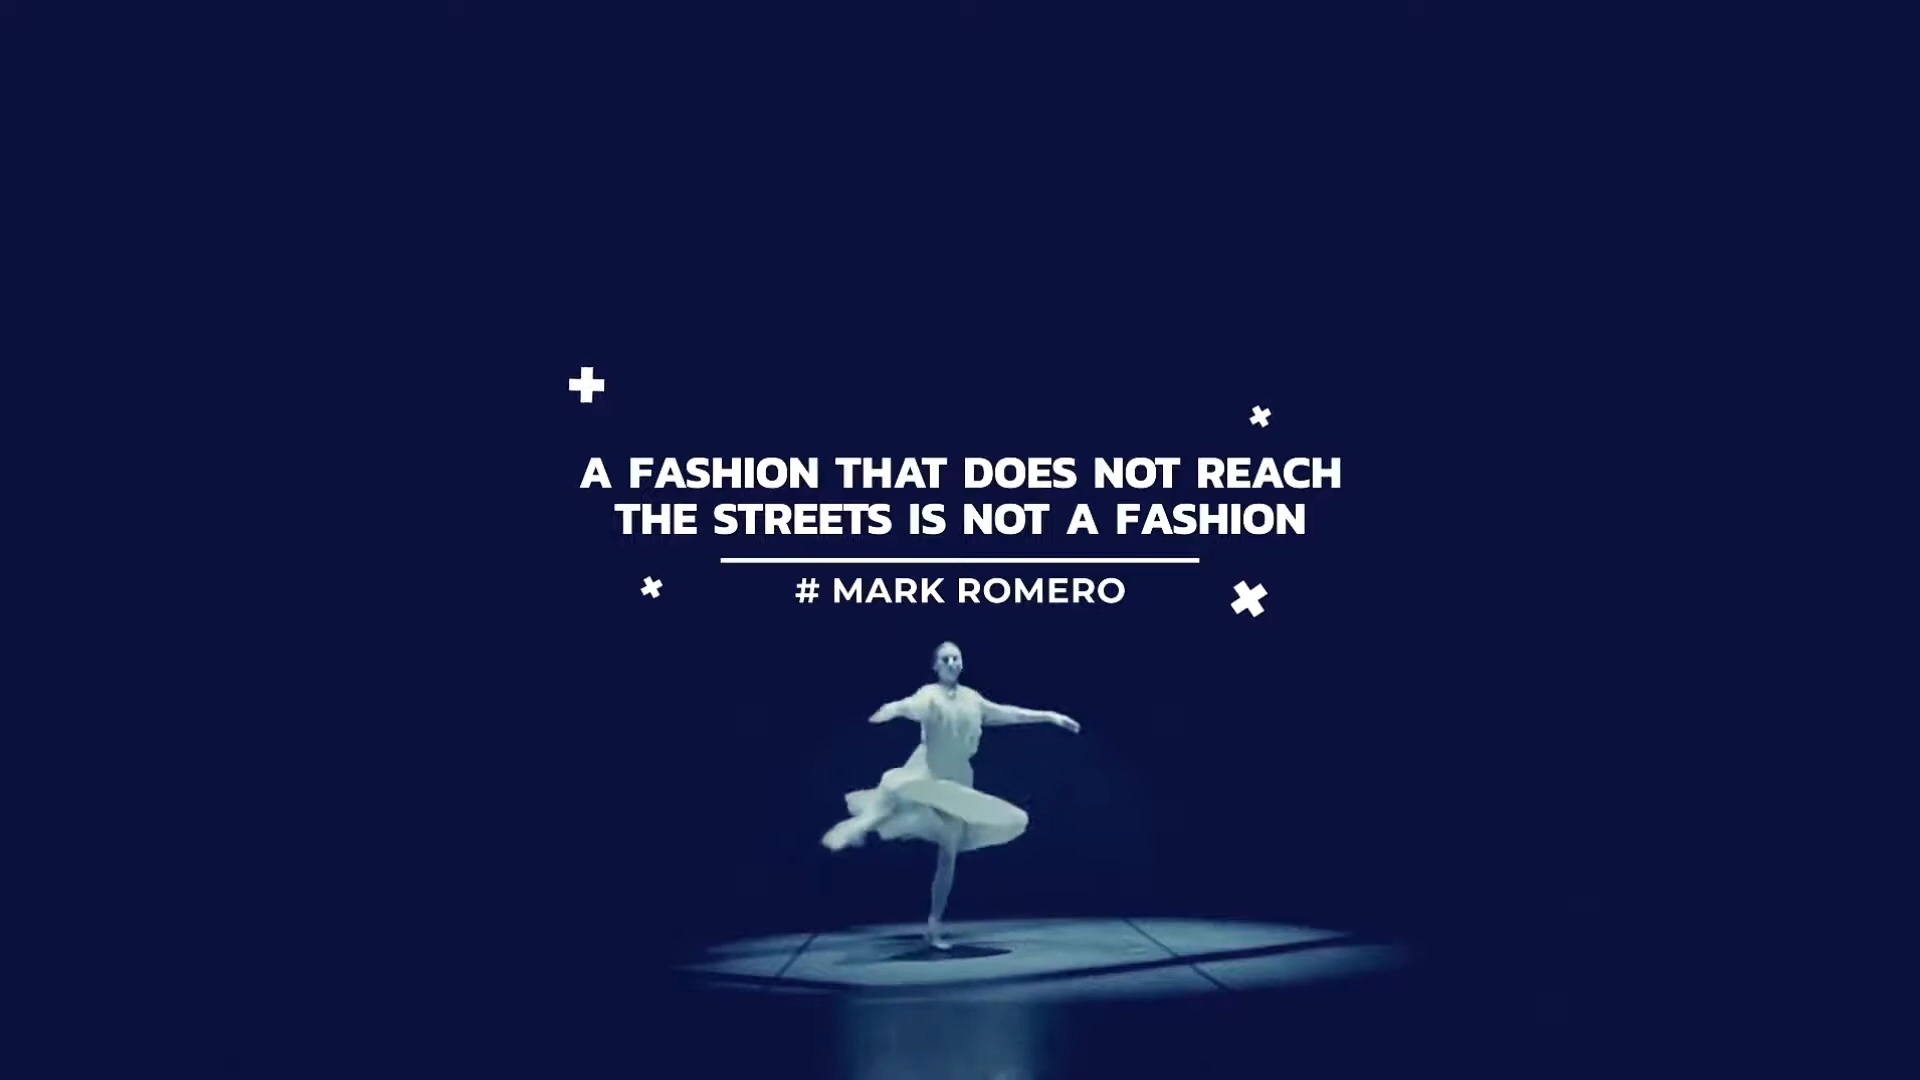 A FASHION THAT DOES NOT REACH
THE STREETS IS NOT A FASHION
# MARK ROMERO